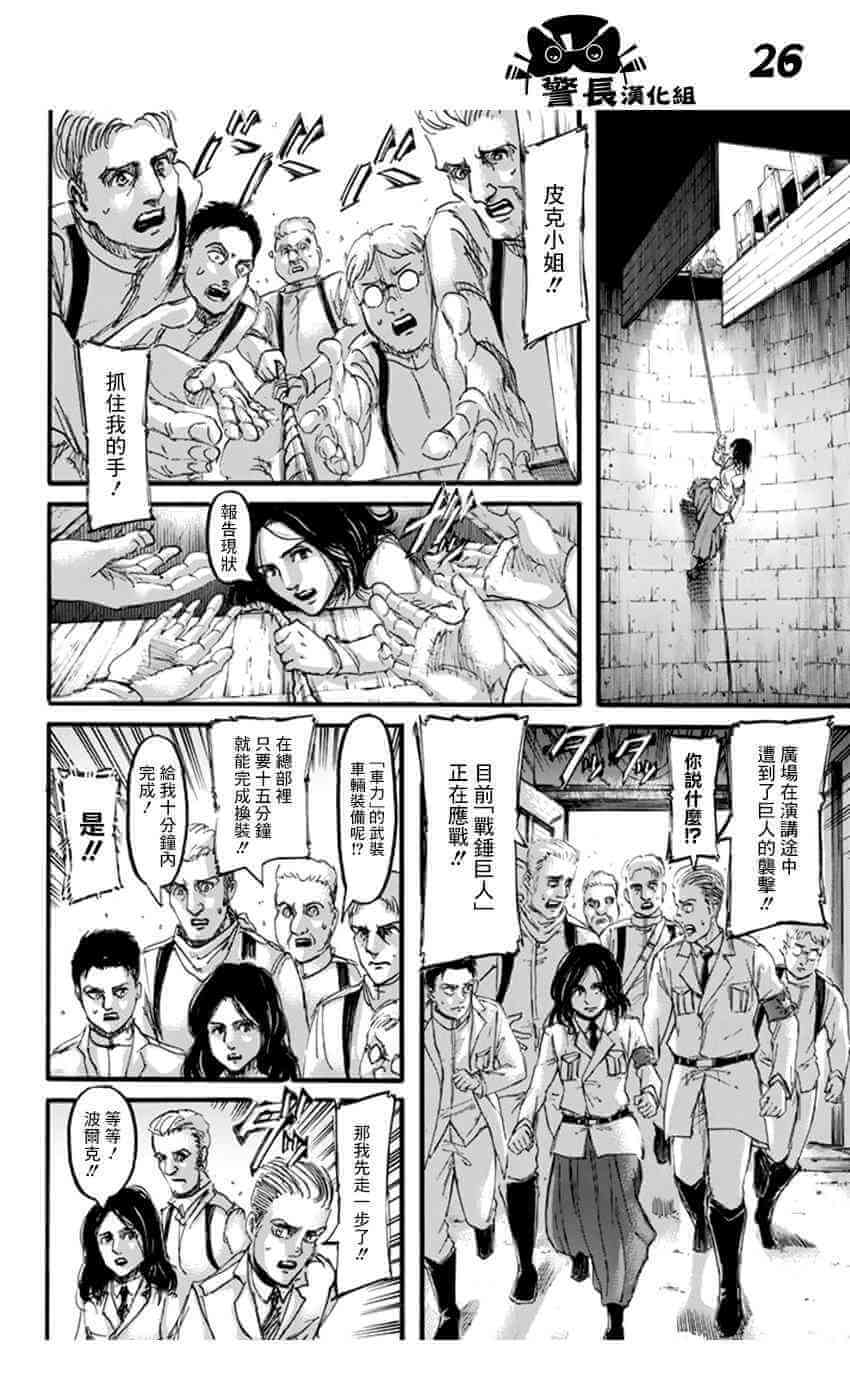 警長漢化組
26
皮克小姐!!
抓住我的手!
報告現狀
廣場在演講途中
遭到了巨人的襲擊!!
你說什麼!?
目前「戰錘巨人」
正在應戰!!
「車力」的武裝
車輛裝備呢!?
在總部裡
只要十五分鐘
就能完成換裝!!
給我十分鐘內
完成!
是!!
那我先走一步了!!
等等!
波爾克!!